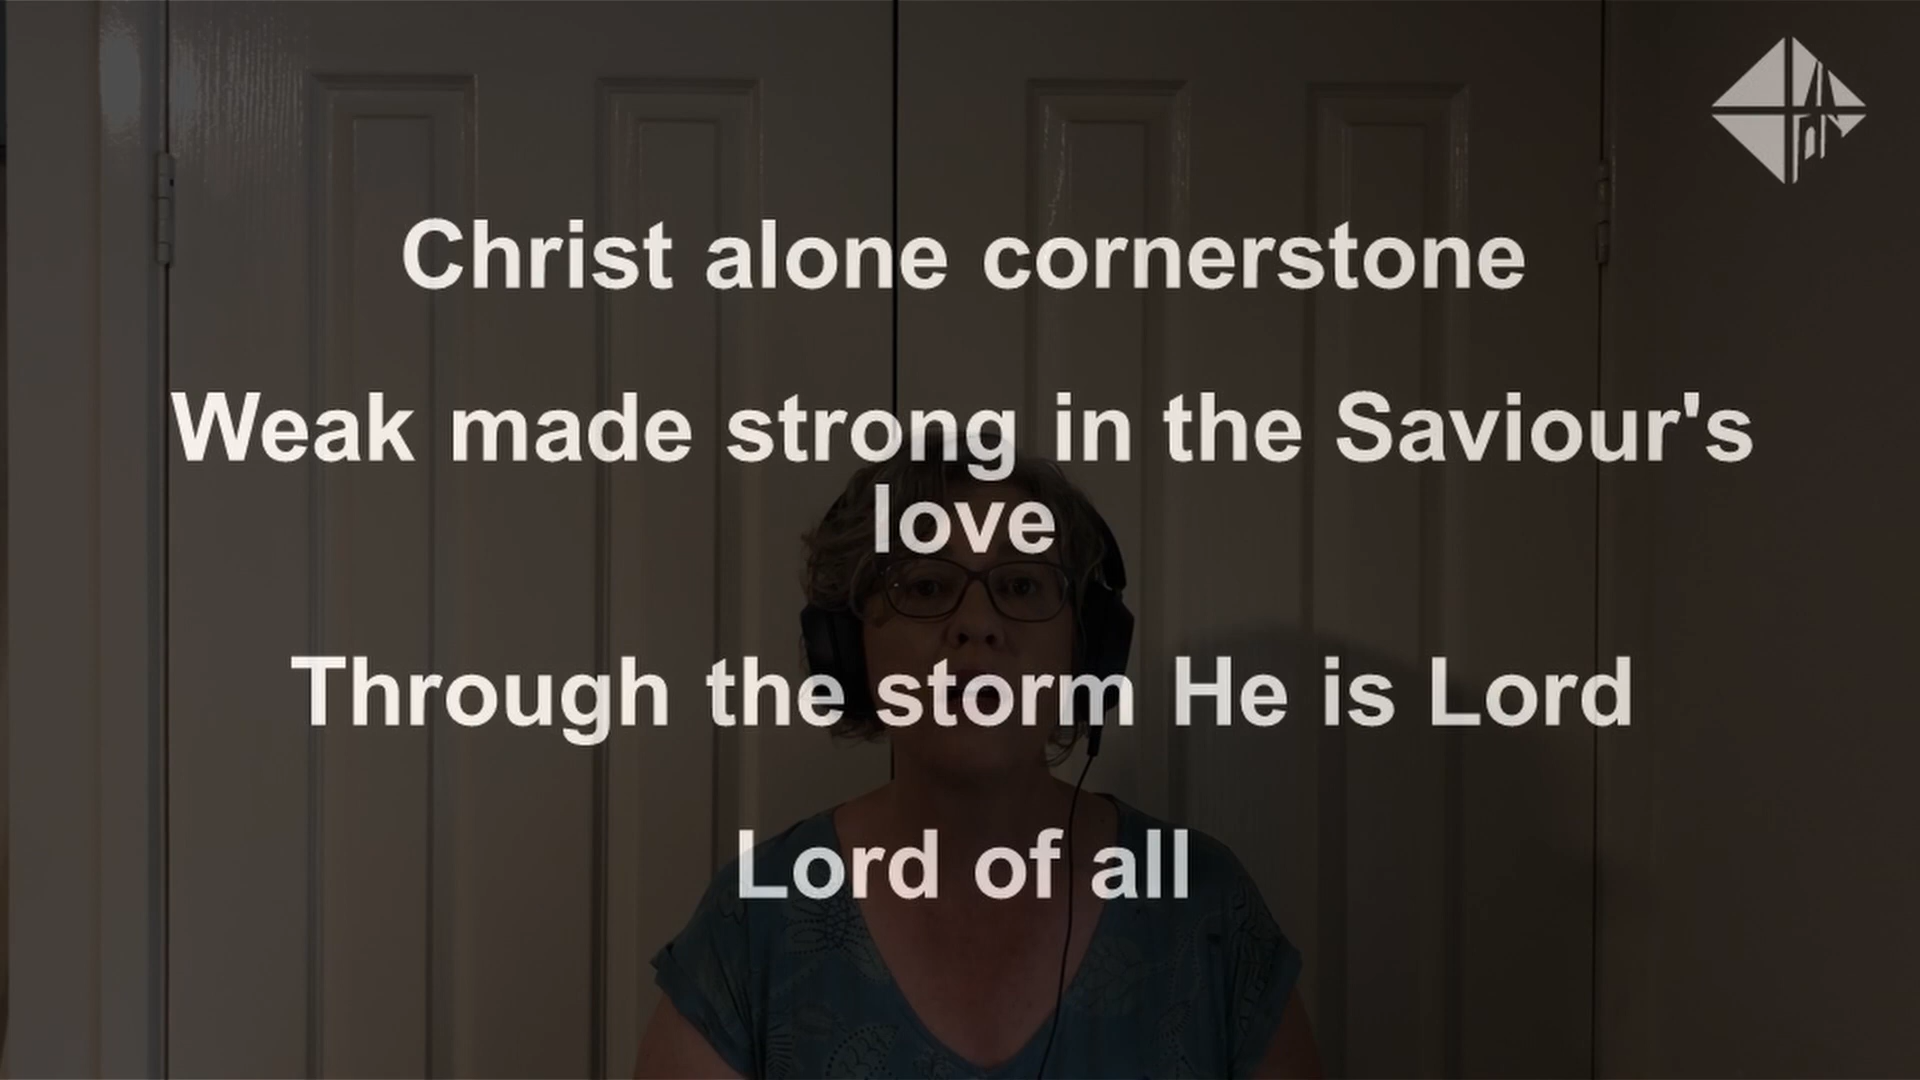 Christ alone cornerstone
Weak made strong in the Saviour's
love
Through the storm He is Lord
Lord of all